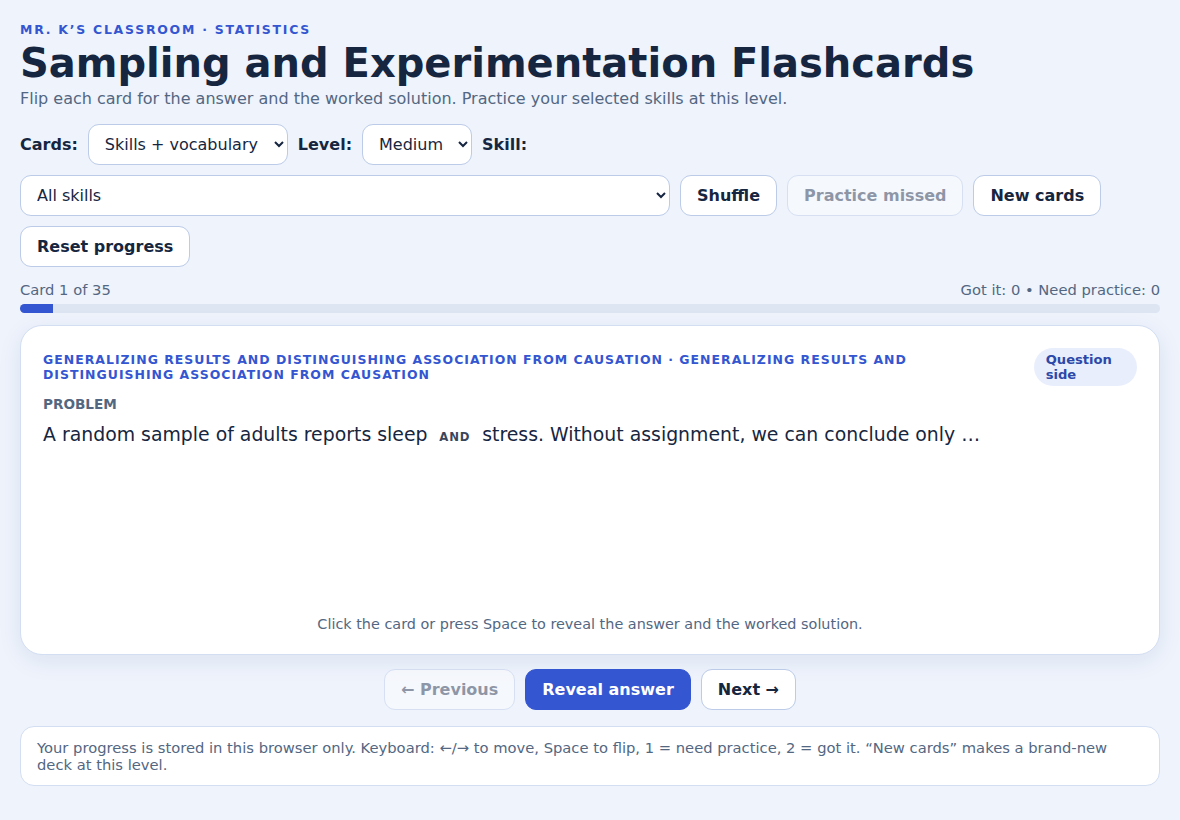 MR. K’S CLASSROOM · STATISTICS
Sampling and Experimentation Flashcards
Flip each card for the answer and the worked solution. Practice your selected skills at this level.
Cards: Skills + vocabulary Level: Medium Skill:
All skills Shuffle Practice missed New cards
Reset progress
Card 1 of 35 Got it: 0 • Need practice: 0
GENERALIZING RESULTS AND DISTINGUISHING ASSOCIATION FROM CAUSATION · GENERALIZING RESULTS AND
DISTINGUISHING ASSOCIATION FROM CAUSATION
Question
side
PROBLEM
A random sample of adults reports sleep AND stress. Without assignment, we can conclude only …
Click the card or press Space to reveal the answer and the worked solution.
← Previous Reveal answer Next →
Your progress is stored in this browser only. Keyboard: ←/→ to move, Space to flip, 1 = need practice, 2 = got it. “New cards” makes a brand-new
deck at this level.